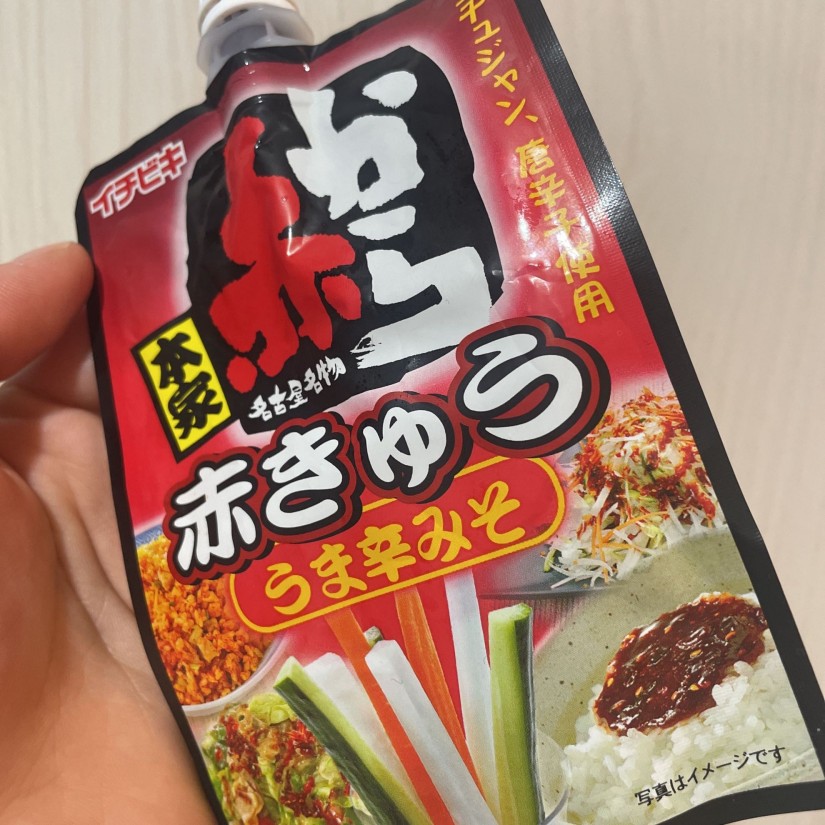 イチビキ
チュジャン、唐辛子使用
赤から
本家
名古屋名物
赤きゅう
うま辛みそ
写真はイメージです